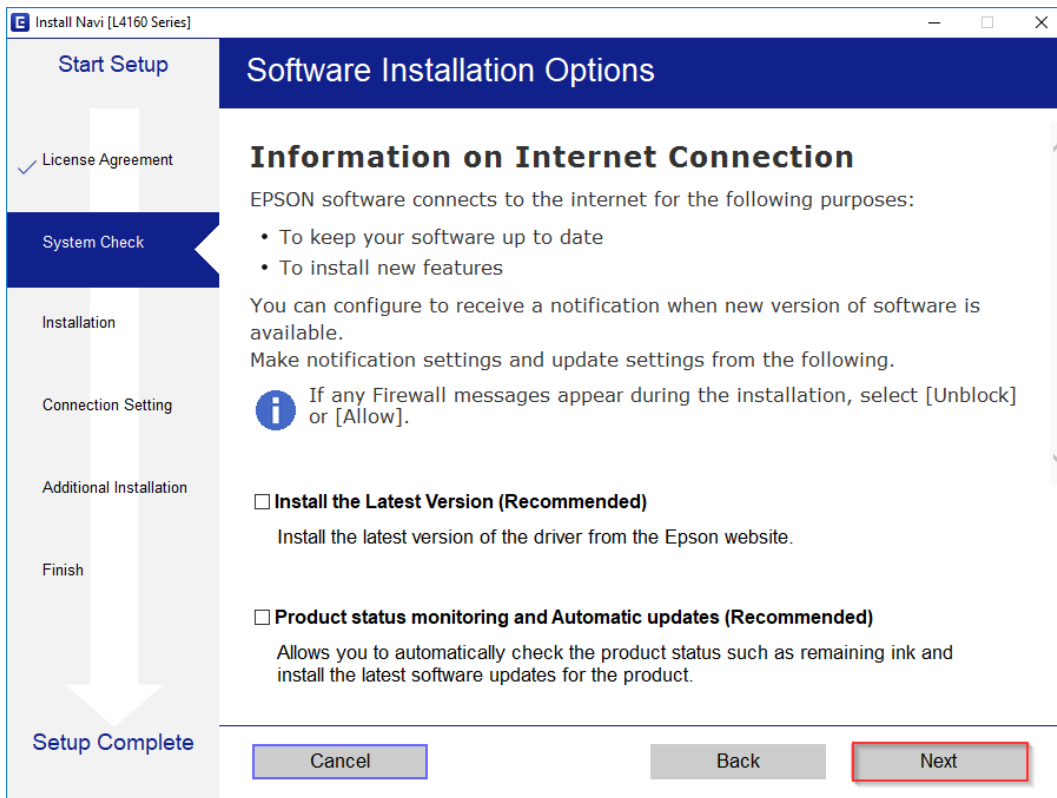 E Install Navi [L4160 Series]
Start Setup
License Agreement
System Check
Installation
Connection Setting
Additional Installation
Finish
Setup Complete
Software Installation Options
Information on Internet Connection
EPSON software connects to the internet for the following purposes:
• To keep your software up to date
• To install new features
You can configure to receive a notification when new version of software is
available.
Make notification settings and update settings from the following.
i If any Firewall messages appear during the installation, select [Unblock]
or [Allow].
Install the Latest Version (Recommended)
Install the latest version of the driver from the Epson website.
Product status monitoring and Automatic updates (Recommended)
Allows you to automatically check the product status such as remaining ink and
install the latest software updates for the product.
Cancel
Back
Next